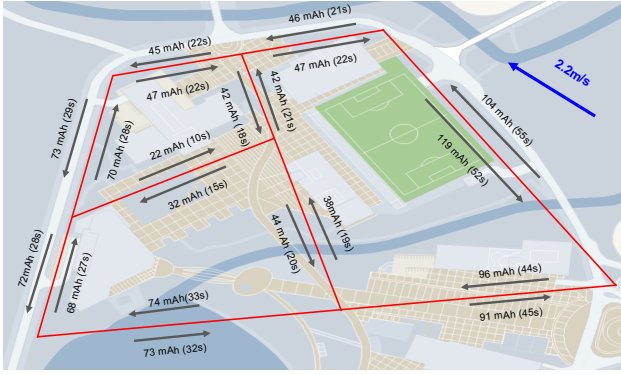 46 mAh (21s)
45 mAh (22s)
47 mAh (22s)
2.2m/s
47 mAh (22s)
42 mAh (18s)
42 mAh (21s)
73 mAh (29s)
70 mAh (28s)
104 mAh (55s)
119 mAh (52s)
22 mAh (10s)
32 mAh (15s)
38mAh (19s)
44 mAh (20s)
72mAh (28s)
68 mAh (27s)
96 mAh (44s)
74 mAh(33s)
91 mAh (45s)
73 mAh (32s)